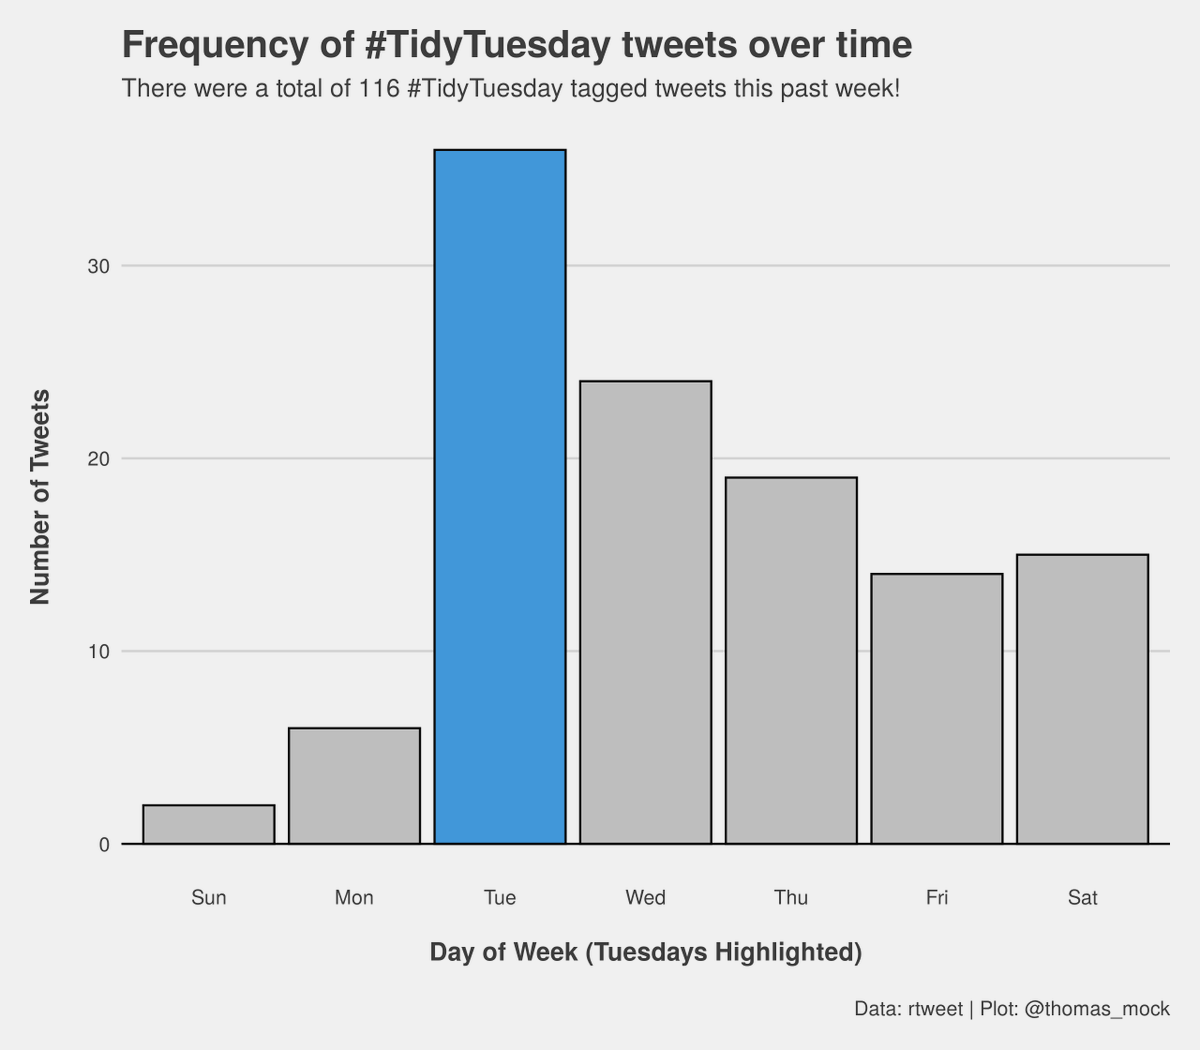 Frequency of #TidyTuesday tweets over time
There were a total of 116 #TidyTuesday tagged tweets this past week!
Number of Tweets
30
20
10
0
Sun Mon Tue Wed Thu Fri Sat
Day of Week (Tuesdays Highlighted)
Data: rtweet | Plot: @thomas_mock